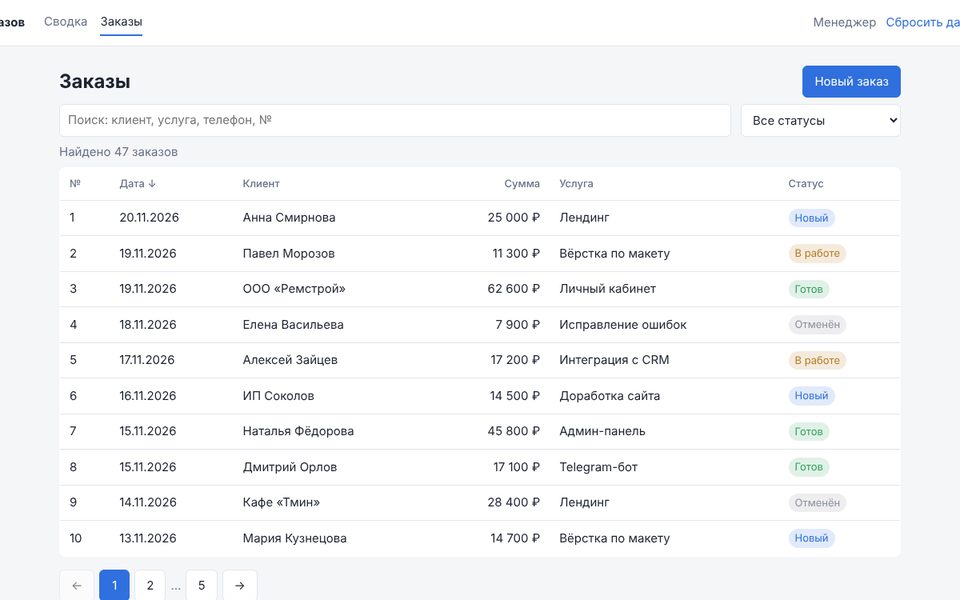 азов Сводка Заказы Менеджер Сбросить да
Заказы Новый заказ
Поиск: клиент, услуга, телефон, № Все статусы
Найдено 47 заказов
№ Дата ↓ Клиент Сумма Услуга Статус
1 20.11.2026 Анна Смирнова 25 000 ₽ Лендинг Новый
2 19.11.2026 Павел Морозов 11 300 ₽ Вёрстка по макету В работе
3 19.11.2026 ООО «Ремстрой» 62 600 ₽ Личный кабинет Готов
4 18.11.2026 Елена Васильева 7 900 ₽ Исправление ошибок Отменён
5 17.11.2026 Алексей Зайцев 17 200 ₽ Интеграция с CRM В работе
6 16.11.2026 ИП Соколов 14 500 ₽ Доработка сайта Новый
7 15.11.2026 Наталья Фёдорова 45 800 ₽ Админ-панель Готов
8 15.11.2026 Дмитрий Орлов 17 100 ₽ Telegram-бот Готов
9 14.11.2026 Кафе «Тмин» 28 400 ₽ Лендинг Отменён
10 13.11.2026 Мария Кузнецова 14 700 ₽ Вёрстка по макету Новый
← 1 2 ... 5 →